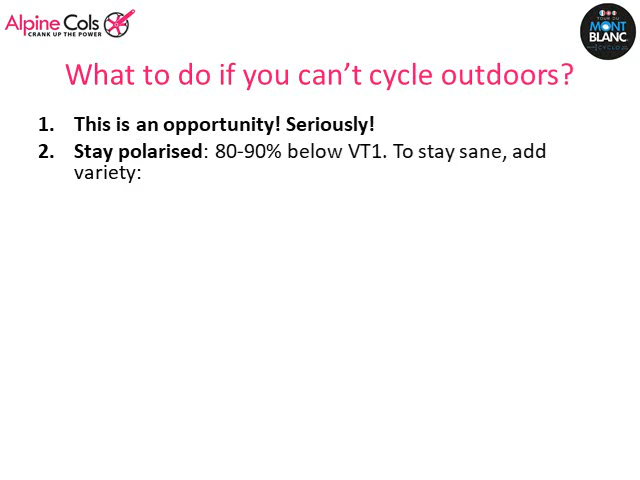 Alpine Cols
CRANK UP THE POWER
TOUR DU
MONT
BLANC
CYCLO
What to do if you can't cycle outdoors?
1. This is an opportunity! Seriously!
2. Stay polarised: 80-90% below VT1. To stay sane, add
variety: